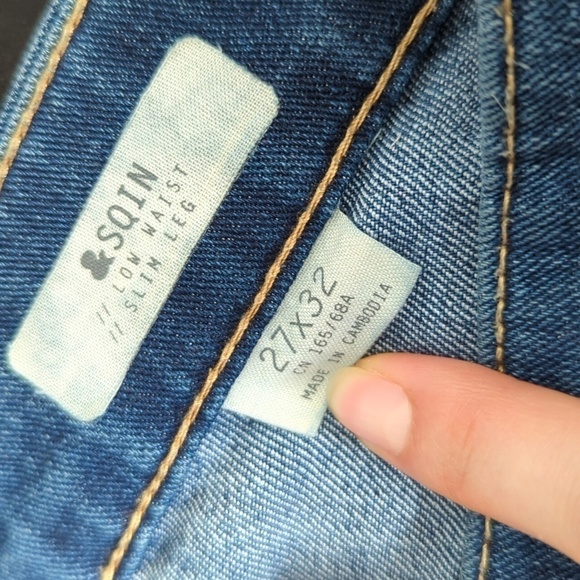 &SQIN
// LOW WAIST
// SLIM LEG
27X32
CN 165/68A
MADE IN CAMBODIA